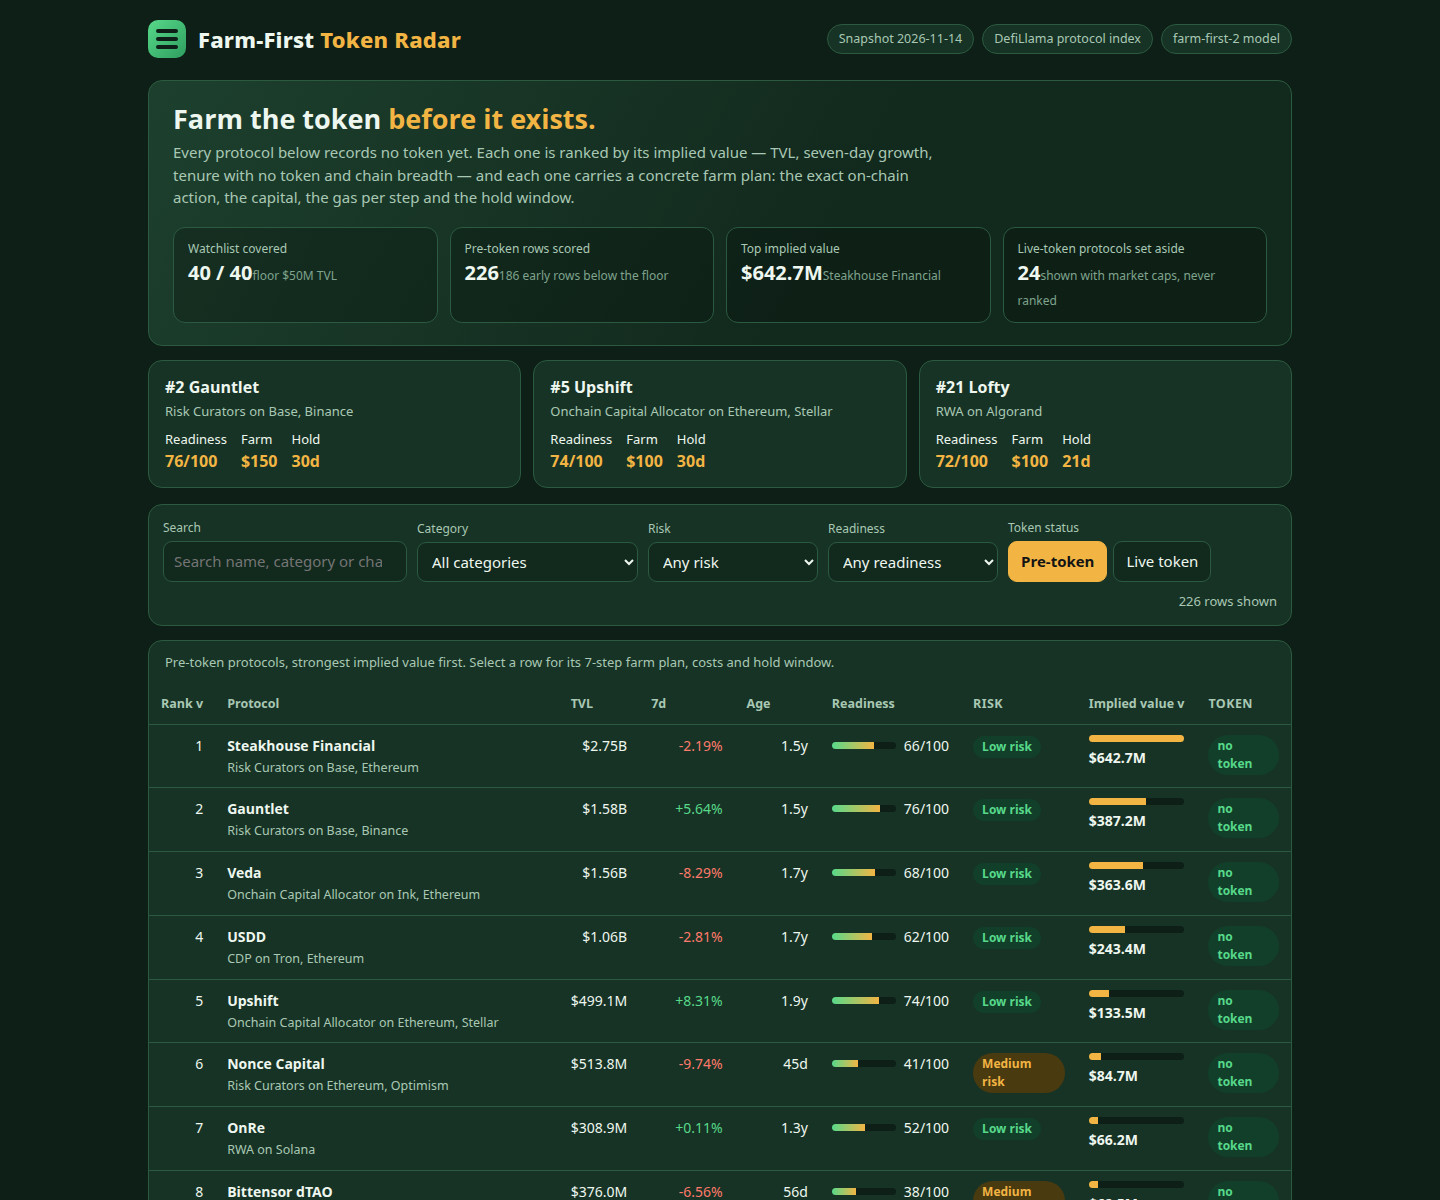 Farm-First Token Radar
Snapshot 2026-11-14
DefiLlama protocol index
farm-first-2 model
Farm the token before it exists.
Every protocol below records no token yet. Each one is ranked by its implied value — TVL, seven-day growth,
tenure with no token and chain breadth — and each one carries a concrete farm plan: the exact on-chain
action, the capital, the gas per step and the hold window.
Watchlist covered
40 / 40 floor $50M TVL
Pre-token rows scored
226 186 early rows below the floor
Top implied value
$642.7M Steakhouse Financial
Live-token protocols set aside
24 shown with market caps, never
ranked
#2 Gauntlet
Risk Curators on Base, Binance
Readiness Farm Hold
76/100 $150 30d
#5 Upshift
Onchain Capital Allocator on Ethereum, Stellar
Readiness Farm Hold
74/100 $100 30d
#21 Lofty
RWA on Algorand
Readiness Farm Hold
72/100 $100 21d
Search Category Risk Readiness Token status
Search name, category or cha All categories Any risk Any readiness Pre-token Live token
226 rows shown
Pre-token protocols, strongest implied value first. Select a row for its 7-step farm plan, costs and hold window.
Rank v Protocol TVL 7d Age Readiness RISK Implied value v TOKEN
1 Steakhouse Financial $2.75B -2.19% 1.5y 66/100 Low risk $642.7M no token
Risk Curators on Base, Ethereum
2 Gauntlet $1.58B +5.64% 1.5y 76/100 Low risk $387.2M no token
Risk Curators on Base, Binance
3 Veda $1.56B -8.29% 1.7y 68/100 Low risk $363.6M no token
Onchain Capital Allocator on Ink, Ethereum
4 USDD $1.06B -2.81% 1.7y 62/100 Low risk $243.4M no token
CDP on Tron, Ethereum
5 Upshift $499.1M +8.31% 1.9y 74/100 Low risk $133.5M no token
Onchain Capital Allocator on Ethereum, Stellar
6 Nonce Capital $513.8M -9.74% 45d 41/100 Medium risk $84.7M no token
Risk Curators on Ethereum, Optimism
7 OnRe $308.9M +0.11% 1.3y 52/100 Low risk $66.2M no token
RWA on Solana
8 Bittensor dTAO $376.0M -6.56% 56d 38/100 Medium no